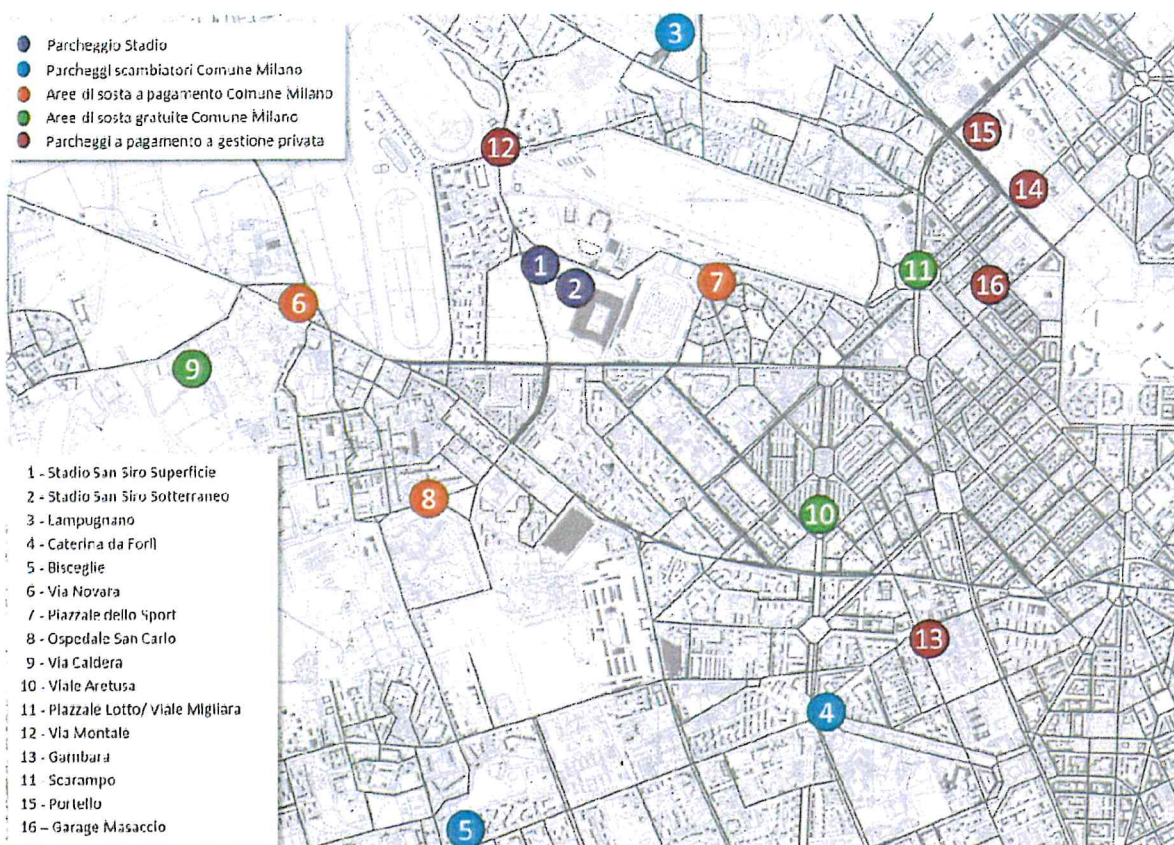 Parcheggio Stadio
Parcheggi scambiatori Comune Milano
Aree di sosta a pagamento Comune Milano
Aree di sosta gratuite Comune Milano
Parcheggi a pagamento a gestione privata
3
15
12
14
1
11
2
7
16
6
9
8
10
13
4
5
1 - Stadio San Siro Superficie
2 - Stadio San Siro Sotterraneo
3 - Lampugnano
4 - Caterina da Forlì
5 - Bisceglie
6 - Via Novara
7 - Piazzale dello Sport
8 - Ospedale San Carlo
9 - Via Caldera
10 - Viale Aretusa
11 - Piazzale Lotto/ Viale Migliara
12 - Via Montale
13 - Gambara
11 - Scarampo
15 - Portello
16 – Garage Masaccio